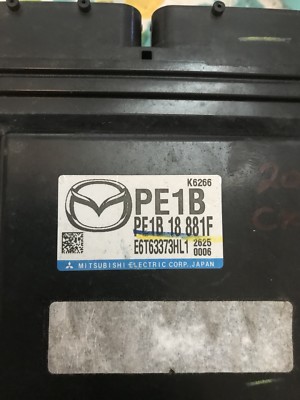 K6266
PE1B
PE1B 18 881F
E6T63373HL1 2625
0006
MITSUBISHI ELECTRIC CORP. JAPAN